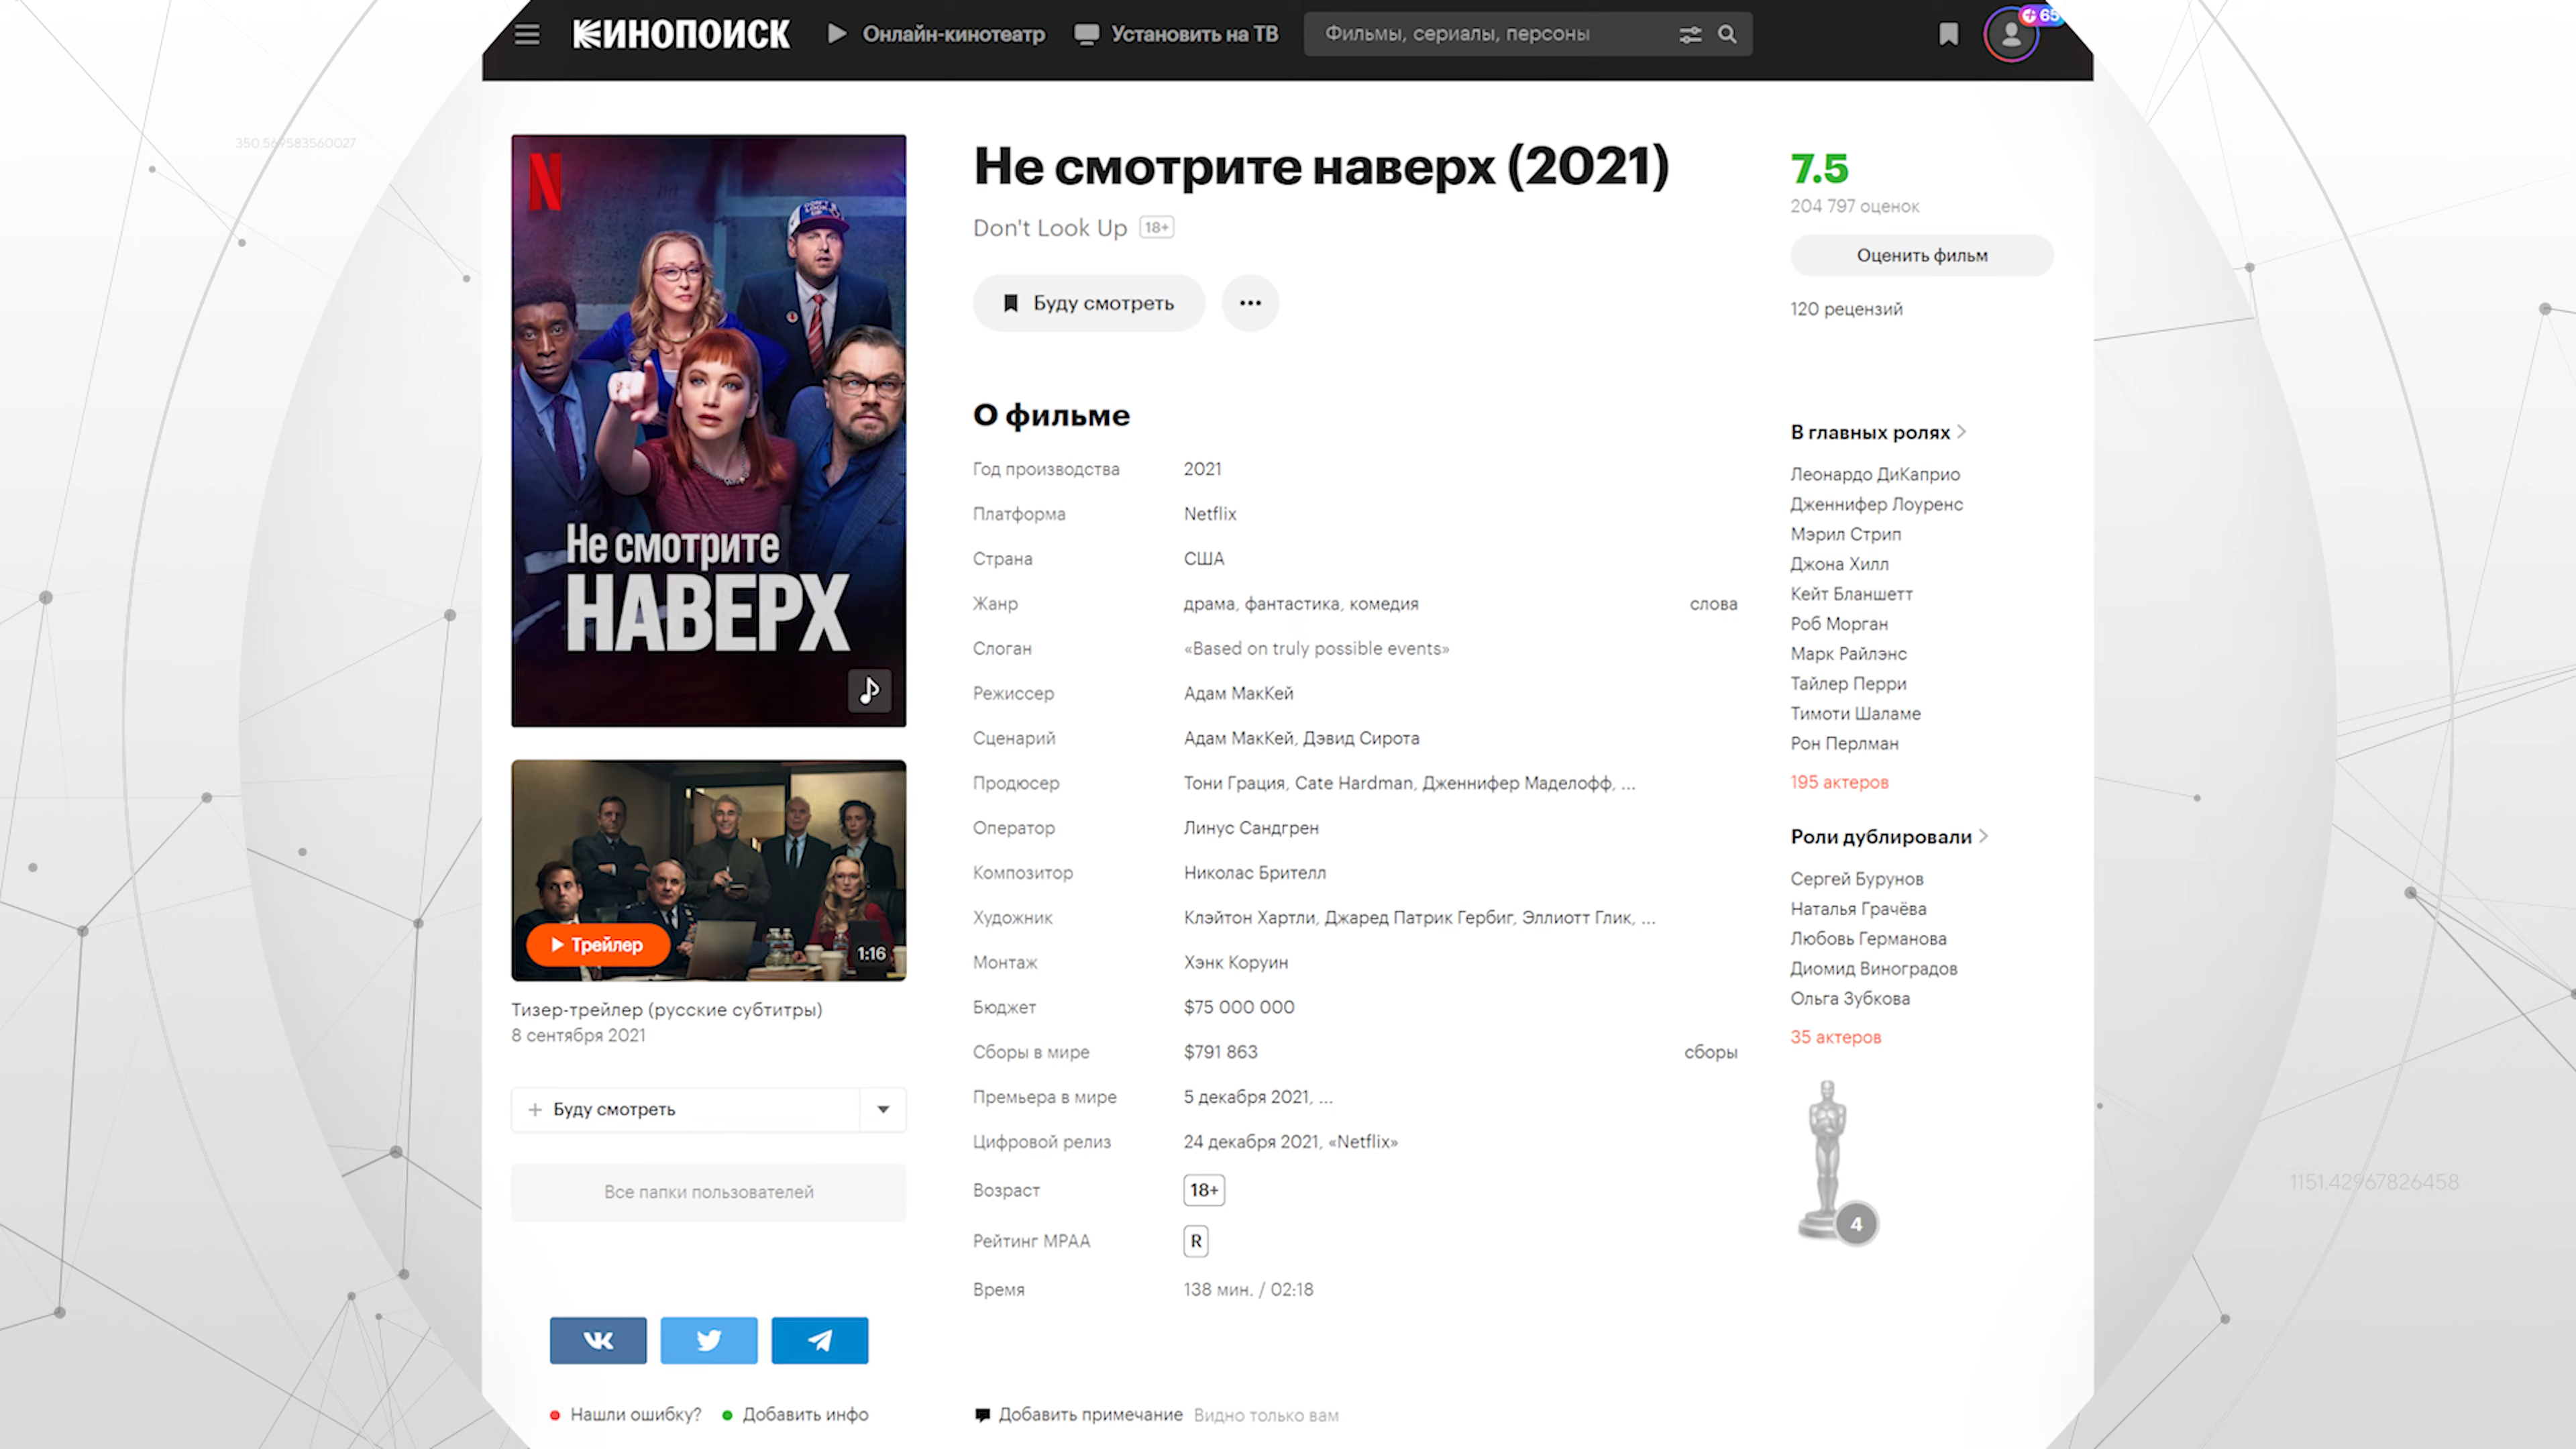 КИНОПОИСК
Онлайн-кинотеатр
Установить на ТВ
Фильмы, сериалы, персоны
65
350.569583560027
N
DON'T LOOK UP
Не смотрите
НАВЕРХ
Не смотрите наверх (2021)
Don't Look Up 18+
Буду смотреть
...
7.5
204 797 оценок
Оценить фильм
120 рецензий
О фильме
Год производства 2021
Платформа Netflix
Страна США
Жанр драма, фантастика, комедия слова
Слоган «Based on truly possible events»
Режиссер Адам МакКей
Сценарий Адам МакКей, Дэвид Сирота
Продюсер Тони Грация, Cate Hardman, Дженнифер Маделофф, ...
Оператор Линус Сандгрен
Композитор Николас Брителл
Художник Клэйтон Хартли, Джаред Патрик Гербиг, Эллиотт Глик, ...
Монтаж Хэнк Коруин
Бюджет $75 000 000
Сборы в мире $791 863 сборы
Премьера в мире 5 декабря 2021, ...
Цифровой релиз 24 декабря 2021, «Netflix»
Возраст 18+
Рейтинг MPAA R
Время 138 мин. / 02:18
В главных ролях
Леонардо ДиКаприо
Дженнифер Лоуренс
Мэрил Стрип
Джона Хилл
Кейт Бланшетт
Роб Морган
Марк Райлэнс
Тайлер Перри
Тимоти Шаламе
Рон Перлман
195 актеров
Роли дублировали
Сергей Бурунов
Наталья Грачёва
Любовь Германова
Диомид Виноградов
Ольга Зубкова
35 актеров
4
1151.42967826458
Трейлер
1:16
Тизер-трейлер (русские субтитры)
8 сентября 2021
Буду смотреть
Все папки пользователей
Нашли ошибку? Добавить инфо
Добавить примечание Видно только вам